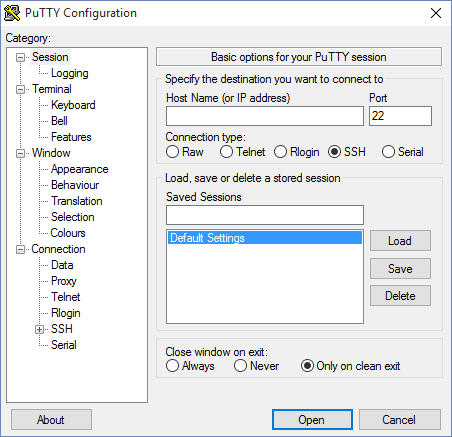 PuTTY Configuration
Category:
Session
Logging
Terminal
Keyboard
Bell
Features
Window
Appearance
Behaviour
Translation
Selection
Colours
Connection
Data
Proxy
Telnet
Rlogin
SSH
Serial
Basic options for your PuTTY session
Specify the destination you want to connect to
Host Name (or IP address) Port
22
Connection type:
Raw Telnet Rlogin SSH Serial
Load, save or delete a stored session
Saved Sessions
Default Settings
Load
Save
Delete
Close window on exit:
Always Never Only on clean exit
About Open Cancel